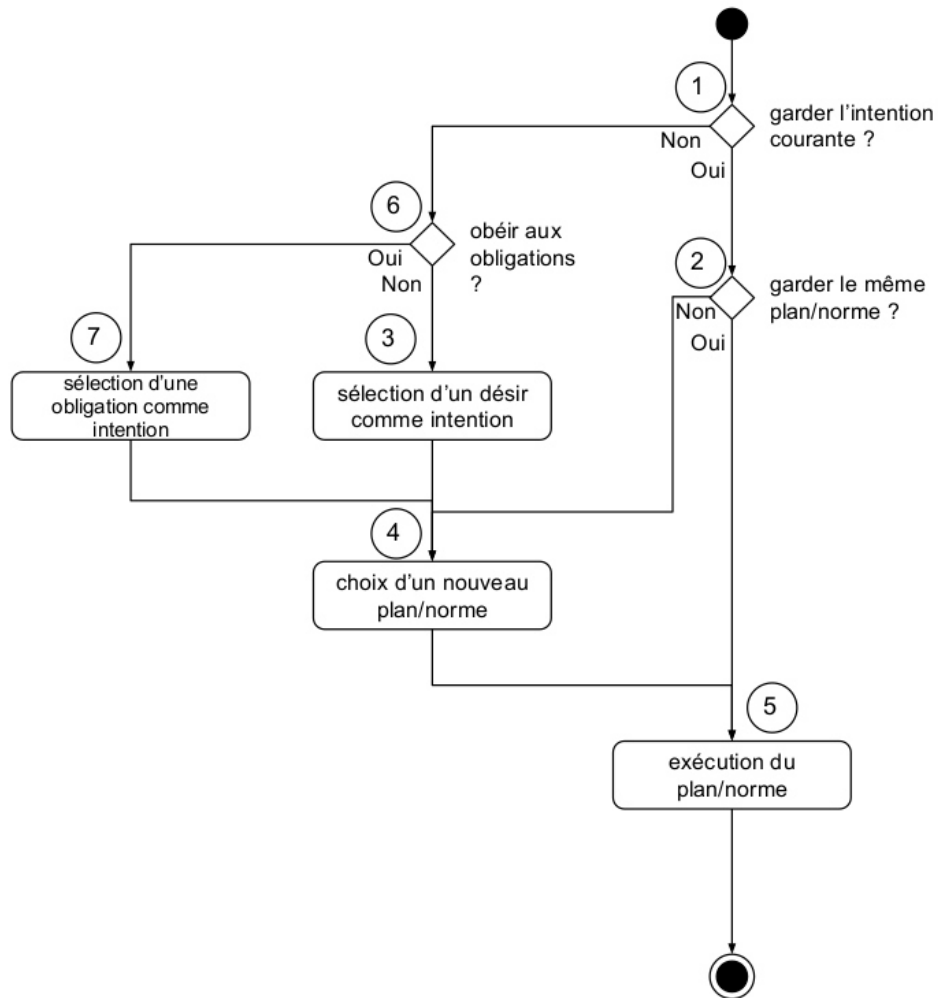 1
garder l'intention
courante ?
Non
Oui
6
obéir aux
obligations
?
Oui
Non
2
garder le même
plan/norme ?
Non
Oui
7
sélection d'une
obligation comme
intention
3
sélection d'un désir
comme intention
4
choix d'un nouveau
plan/norme
5
exécution du
plan/norme